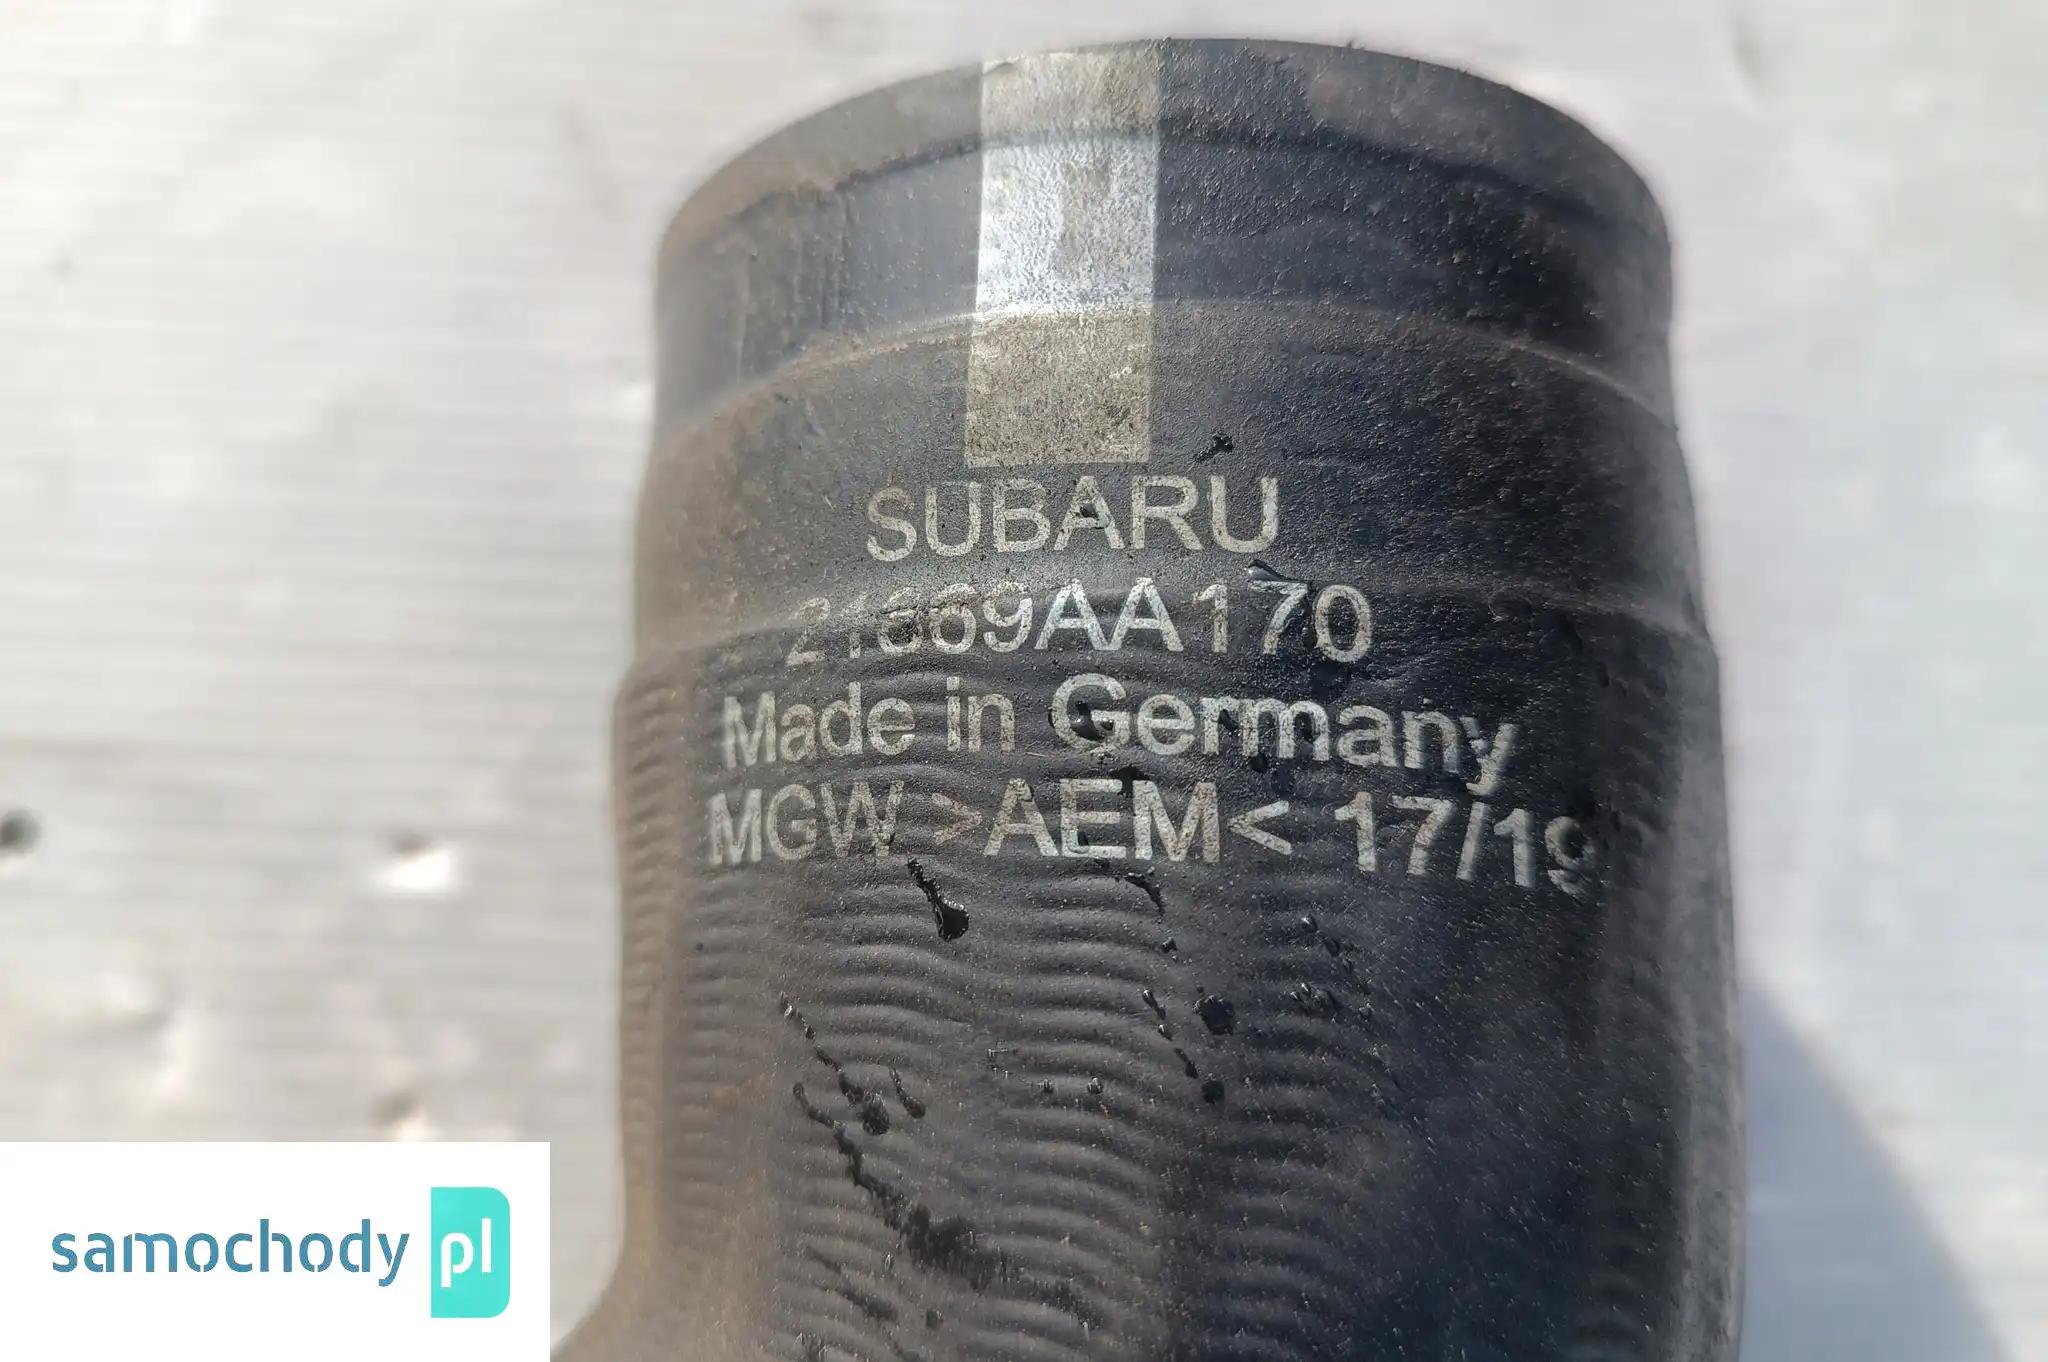 SUBARU
21869AA170
Made in Germany
MGW >AEM< 17/19
samochody pl